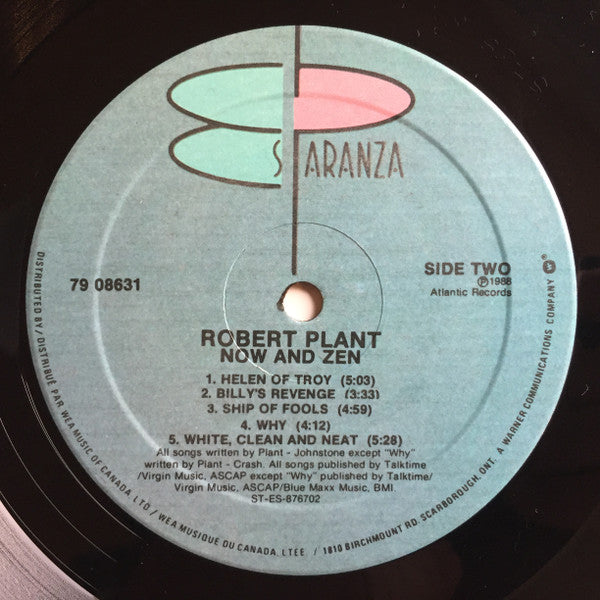 ESPARANZA
79 08631
SIDE TWO
Ⓟ1988
Atlantic Records
ROBERT PLANT
NOW AND ZEN
1. HELEN OF TROY (5:03)
2. BILLY'S REVENGE (3:33)
3. SHIP OF FOOLS (4:59)
4. WHY (4:12)
5. WHITE, CLEAN AND NEAT (5:28)
All songs written by Plant - Johnstone except "Why"
written by Plant - Crash. All songs published by Talktime
/Virgin Music, ASCAP except "Why" published by Talktime/
Virgin Music, ASCAP/Blue Maxx Music, BMI.
ST-ES-876702
DISTRIBUTED BY / DISTRIBUÉ PAR WEA MUSIC OF CANADA, LTD / WEA MUSIQUE DU CANADA, LTÉE. / 1810 BIRCHMOUNT RD, SCARBOROUGH, ONT. A WARNER COMMUNICATIONS COMPANY